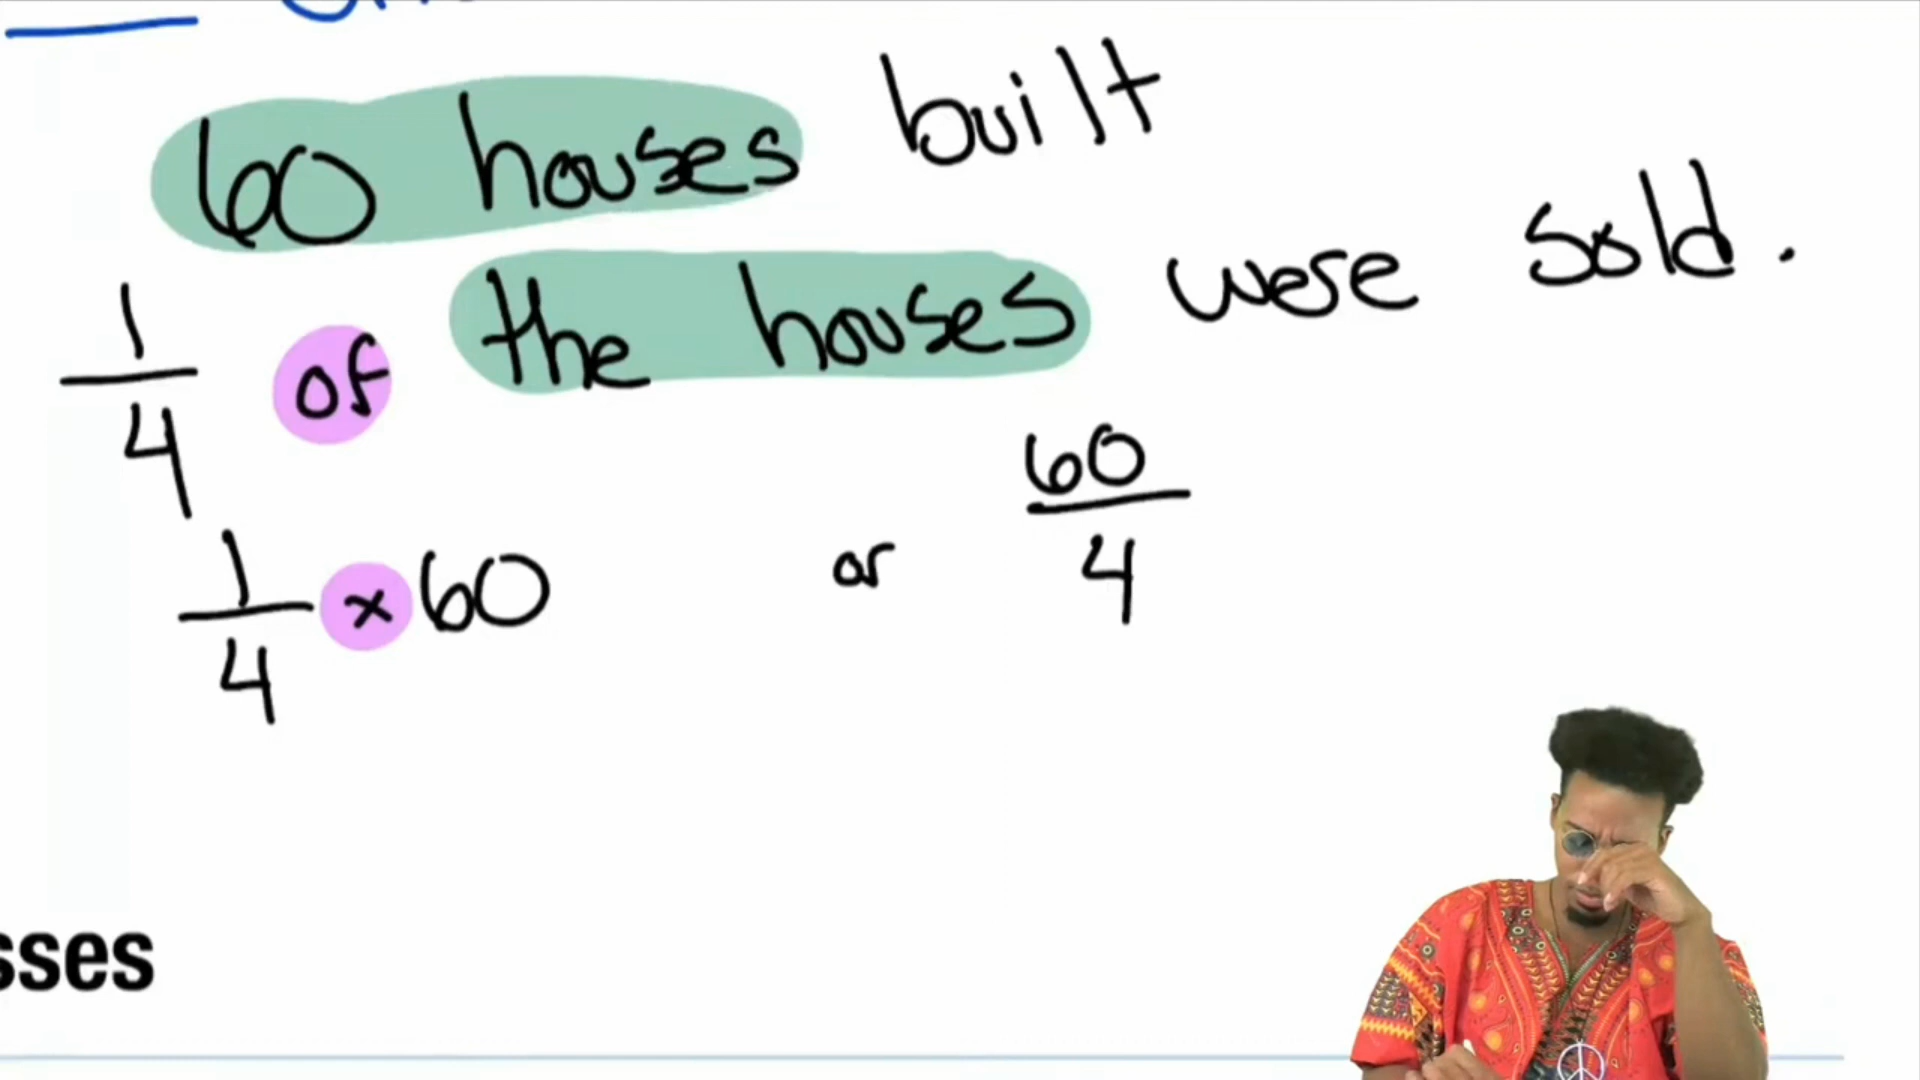 60 houses built
1/4 of the houses were sold.
1/4 × 60 or 60/4
sses